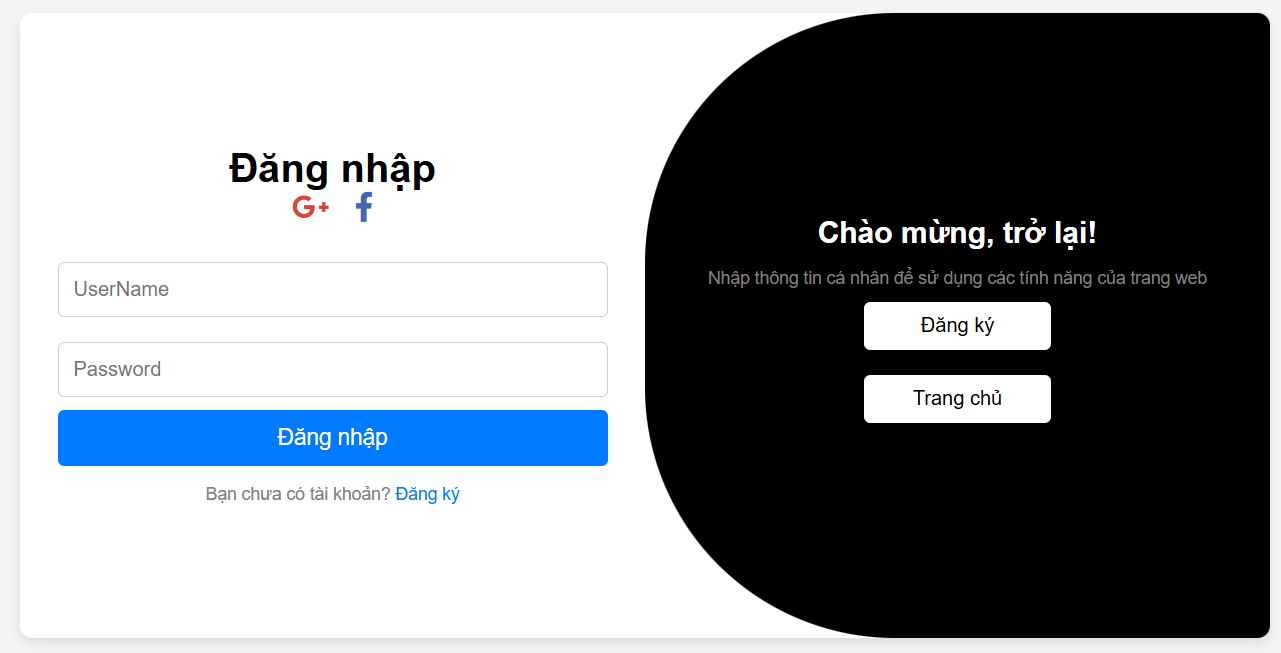 Đăng nhập
G+ f
UserName
Password
Đăng nhập
Bạn chưa có tài khoản? Đăng ký
Chào mừng, trở lại!
Nhập thông tin cá nhân để sử dụng các tính năng của trang web
Đăng ký
Trang chủ